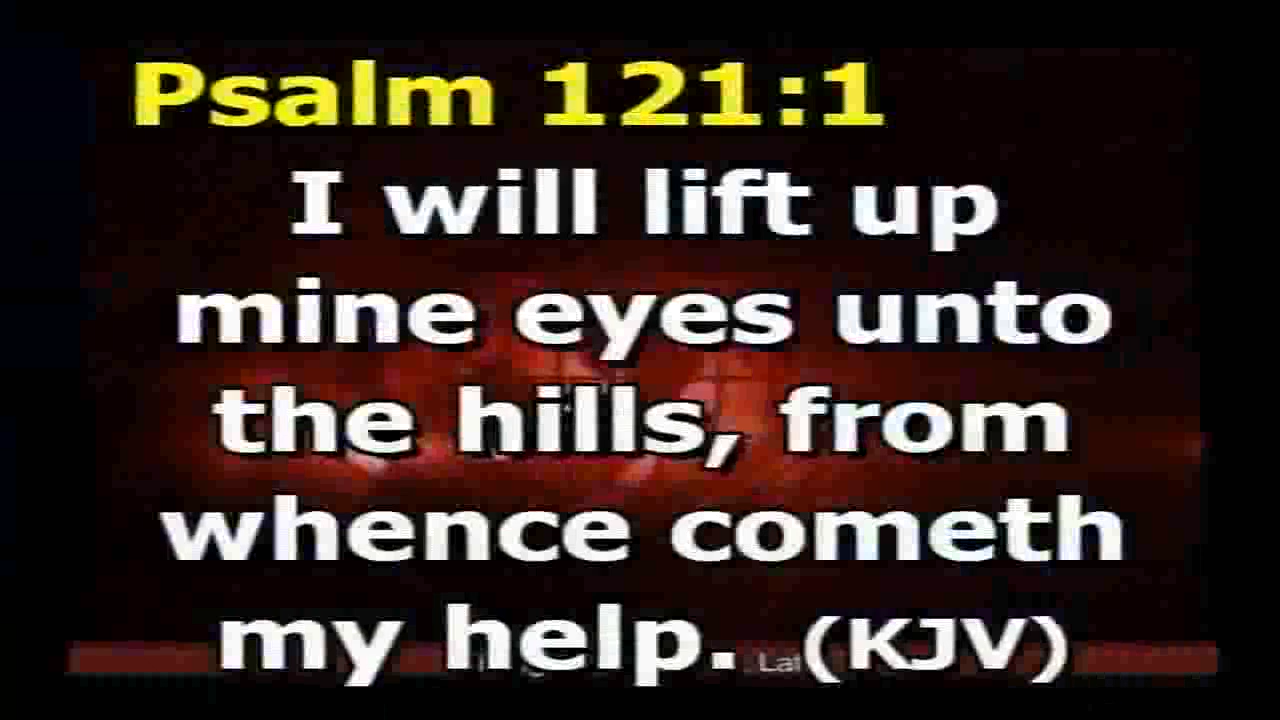 Psalm 121:1
I will lift up
mine eyes unto
the hills, from
whence cometh
my help. (KJV)